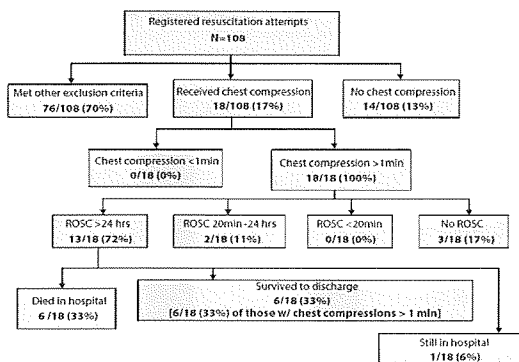 Registered resuscitation attempts
N=108
Met other exclusion criteria
76/108 (70%)
Received chest compression
18/108 (17%)
No chest compression
14/108 (13%)
Chest compression <1min
0/18 (0%)
Chest compression >1min
18/18 (100%)
ROSC >24 hrs
13/18 (72%)
ROSC 20min-24 hrs
2/18 (11%)
ROSC <20min
0/18 (0%)
No ROSC
3/18 (17%)
Died in hospital
6/18 (33%)
Survived to discharge
6/18 (33%)
[6/18 (33%) of those w/ chest compressions > 1 min]
Still in hospital
1/18 (6%)